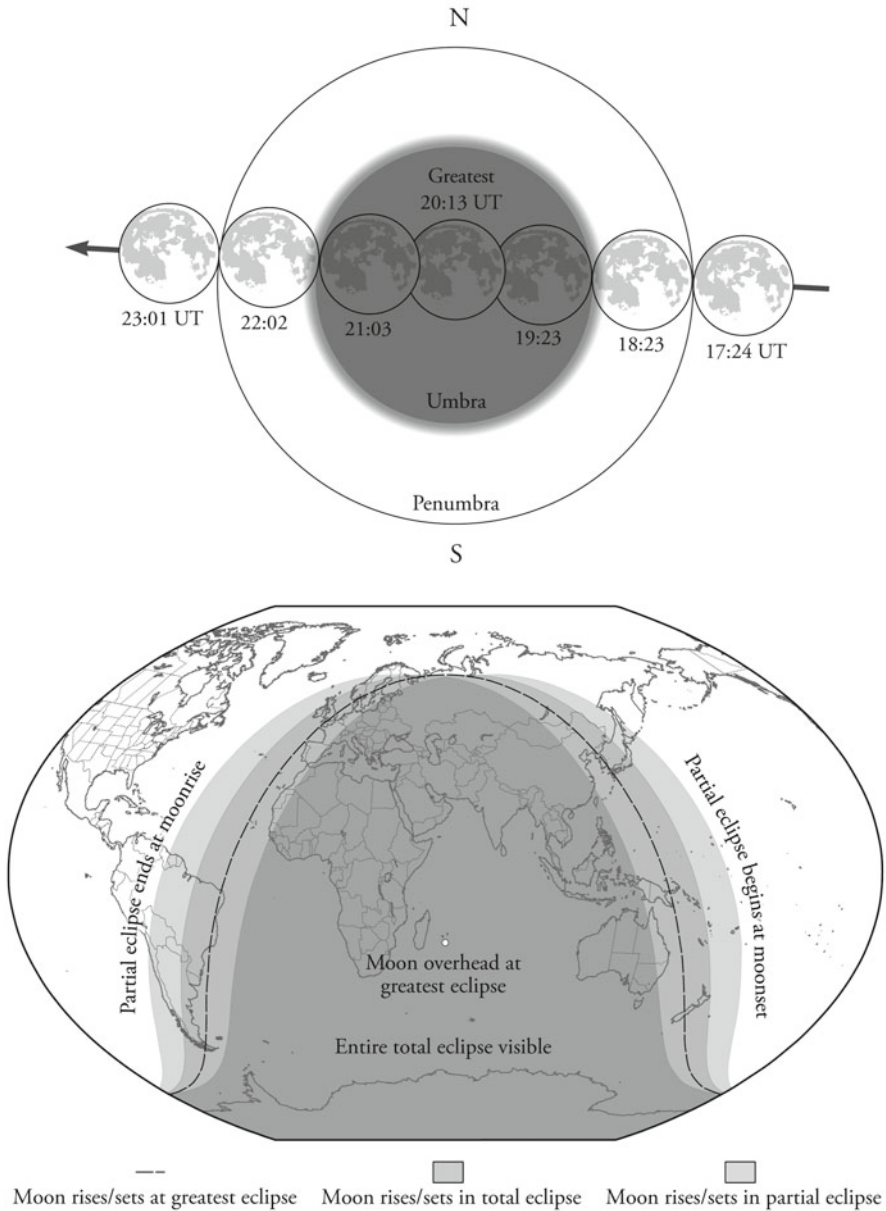 N
Greatest
20:13 UT
23:01 UT
22:02
21:03
19:23
18:23
17:24 UT
Umbra
Penumbra
S
Partial eclipse ends at moonrise
Partial eclipse begins at moonset
Moon overhead at
greatest eclipse
Entire total eclipse visible
Moon rises/sets at greatest eclipse
Moon rises/sets in total eclipse
Moon rises/sets in partial eclipse